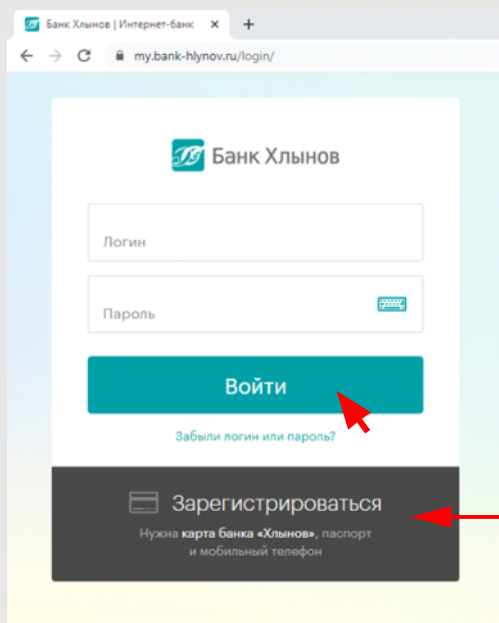 Банк Хлынов | Интернет-банк
my.bank-hlynov.ru/login/
Банк Хлынов
Логин
Пароль
Войти
Забыли логин или пароль?
Зарегистрироваться
Нужна карта банка «Хлынов», паспорт
и мобильный телефон